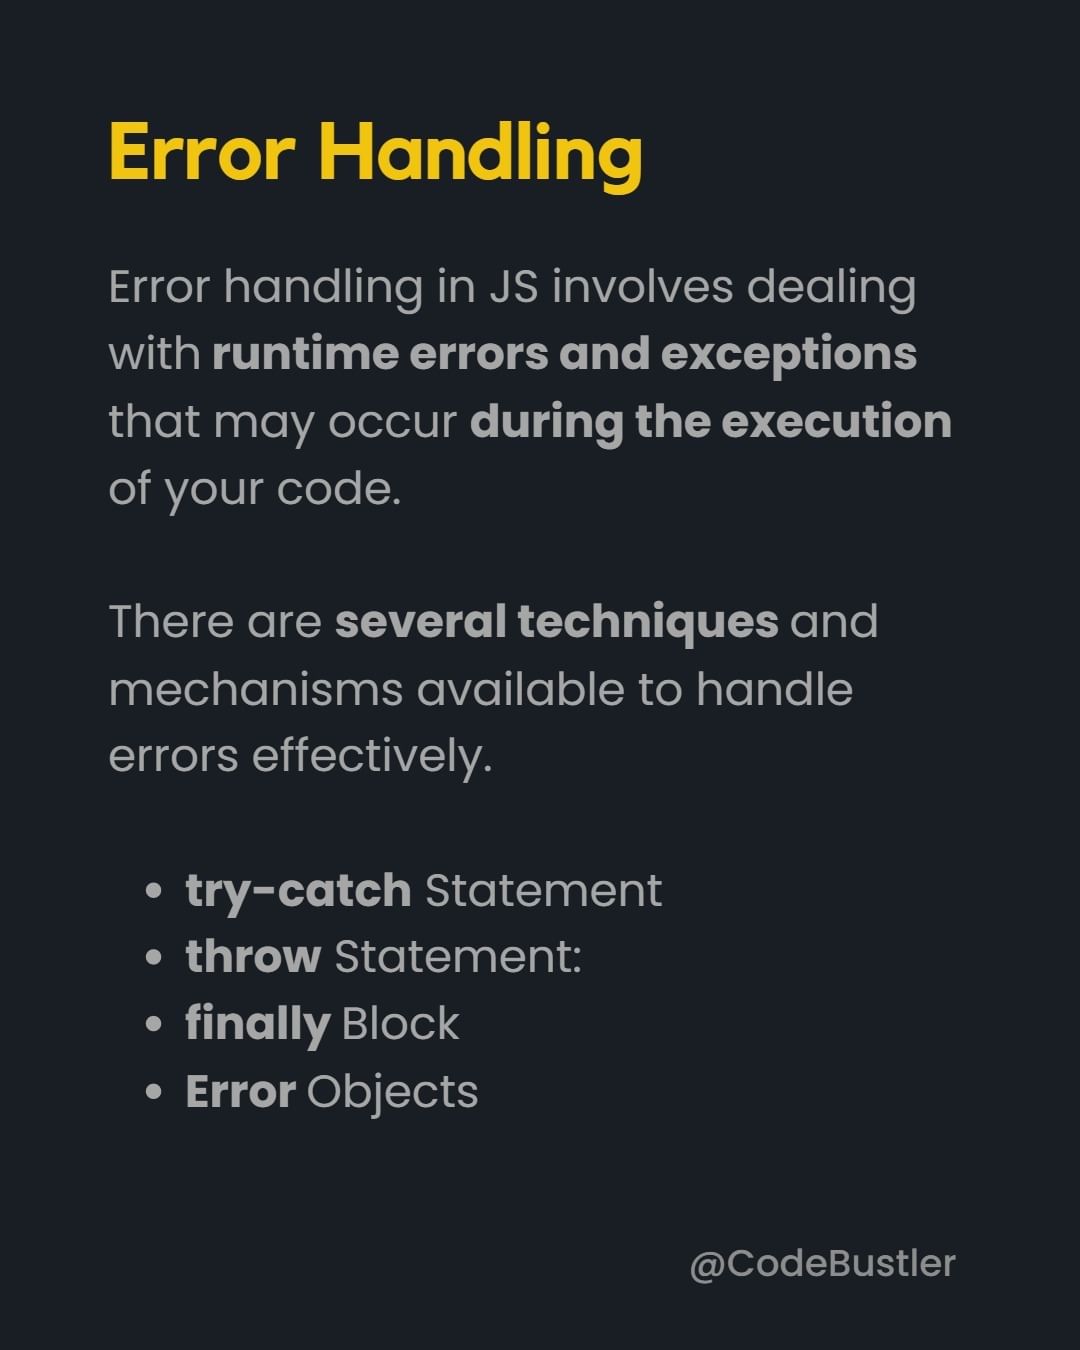 Error Handling
Error handling in JS involves dealing
with runtime errors and exceptions
that may occur during the execution
of your code.
There are several techniques and
mechanisms available to handle
errors effectively.
• try-catch Statement
• throw Statement:
• finally Block
• Error Objects
@CodeBustler